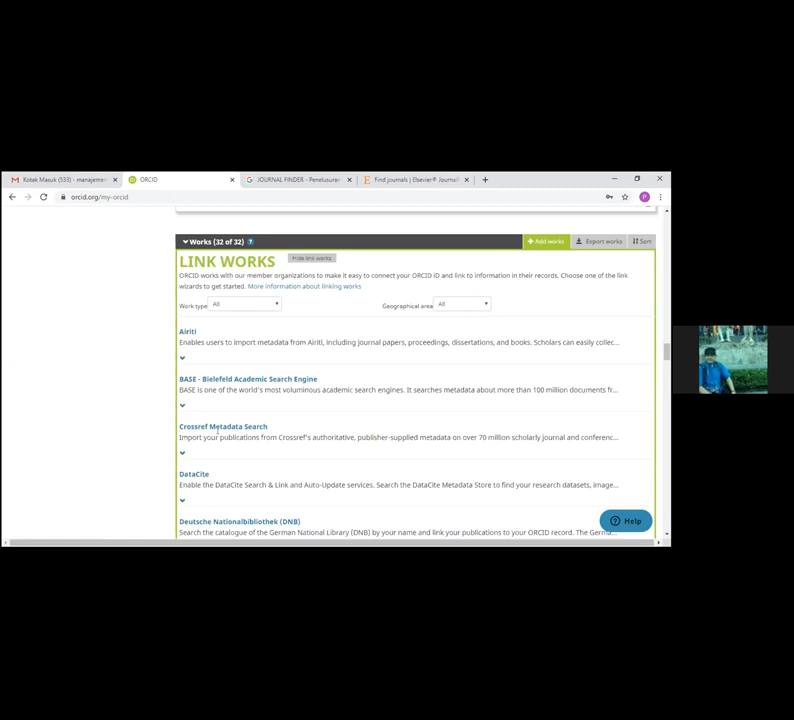 Kotak Masuk (533) - manajeme
ORCID
JOURNAL FINDER - Penelusura
Find journals | Elsevier® Journal
orcid.org/my-orcid
P
Works (32 of 32) ?
Add works
Export works
Sort
LINK WORKS
Hide link works
ORCID works with our member organizations to make it easy to connect your ORCID iD and link to information in their records. Choose one of the link
wizards to get started. More information about linking works
Work type All
Geographical area All
Airiti
Enables users to import metadata from Airiti, including journal papers, proceedings, dissertations, and books. Scholars can easily collec...
BASE - Bielefeld Academic Search Engine
BASE is one of the world's most voluminous academic search engines. It searches metadata about more than 100 million documents fr...
Crossref Metadata Search
Import your publications from Crossref's authoritative, publisher-supplied metadata on over 70 million scholarly journal and conferenc...
DataCite
Enable the DataCite Search & Link and Auto-Update services. Search the DataCite Metadata Store to find your research datasets, image...
Deutsche Nationalbibliothek (DNB)
Search the catalogue of the German National Library (DNB) by your name and link your publications to your ORCID record. The Germa...
? Help